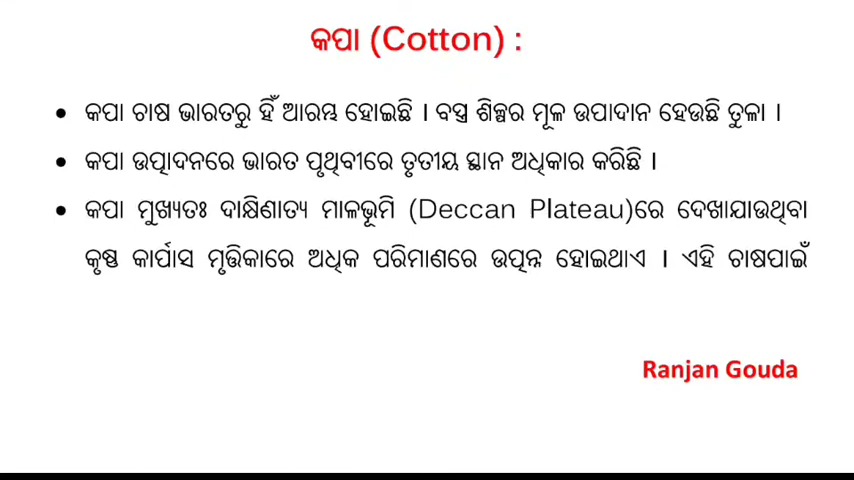 କପା (Cotton) :
• କପା ଚାଷ ଭାରତରୁ ହିଁ ଆରମ୍ଭ ହୋଇଛି । ବସ୍ତ୍ର ଶିଳ୍ପର ମୂଳ ଉପାଦାନ ହେଉଛି ତୁଳା ।
• କପା ଉତ୍ପାଦନରେ ଭାରତ ପୃଥିବୀରେ ତୃତୀୟ ସ୍ଥାନ ଅଧିକାର କରିଛି ।
• କପା ମୁଖ୍ୟତଃ ଦାକ୍ଷିଣାତ୍ୟ ମାଳଭୂମି (Deccan Plateau)ରେ ଦେଖାଯାଉଥିବା
କୃଷ୍ଣ କାର୍ପାସ ମୃତ୍ତିକାରେ ଅଧିକ ପରିମାଣରେ ଉତ୍ପନ୍ନ ହୋଇଥାଏ । ଏହି ଚାଷପାଇଁ
Ranjan Gouda